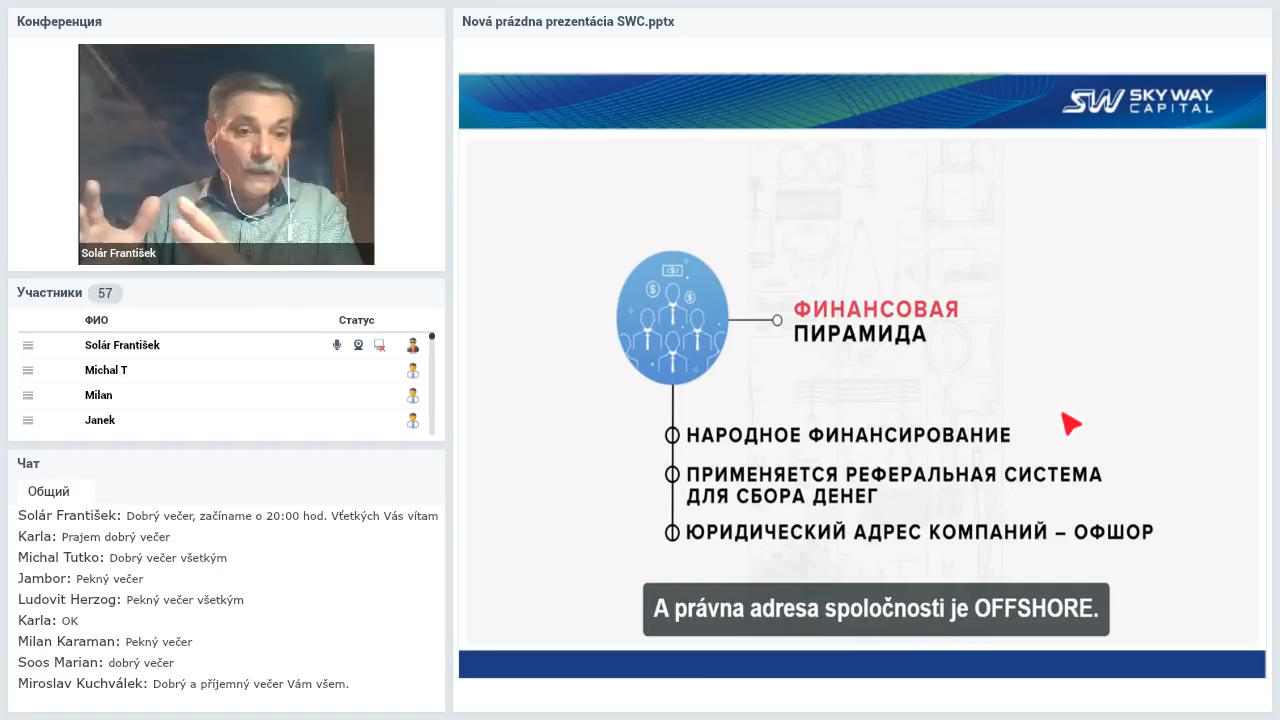 Конференция
Solár František
Участники 57
ФИО Статус
Solár František
Michal T
Milan
Janek
Чат
Общий
Solár František: Dobrý večer, začíname o 20:00 hod. Vľetkých Vás vítam
Karla: Prajem dobrý večer
Michal Tutko: Dobrý večer všetkým
Jambor: Pekný večer
Ludovit Herzog: Pekný večer všetkým
Karla: OK
Milan Karaman: Pekný večer
Soos Marian: dobrý večer
Miroslav Kuchválek: Dobrý a příjemný večer Vám všem.
Nová prázdna prezentácia SWC.pptx
SW SKY WAY
CAPITAL
ФИНАНСОВАЯ
ПИРАМИДА
НАРОДНОЕ ФИНАНСИРОВАНИЕ
ПРИМЕНЯЕТСЯ РЕФЕРАЛЬНАЯ СИСТЕМА
ДЛЯ СБОРА ДЕНЕГ
ЮРИДИЧЕСКИЙ АДРЕС КОМПАНИЙ – ОФШОР
A právna adresa spoločnosti je OFFSHORE.